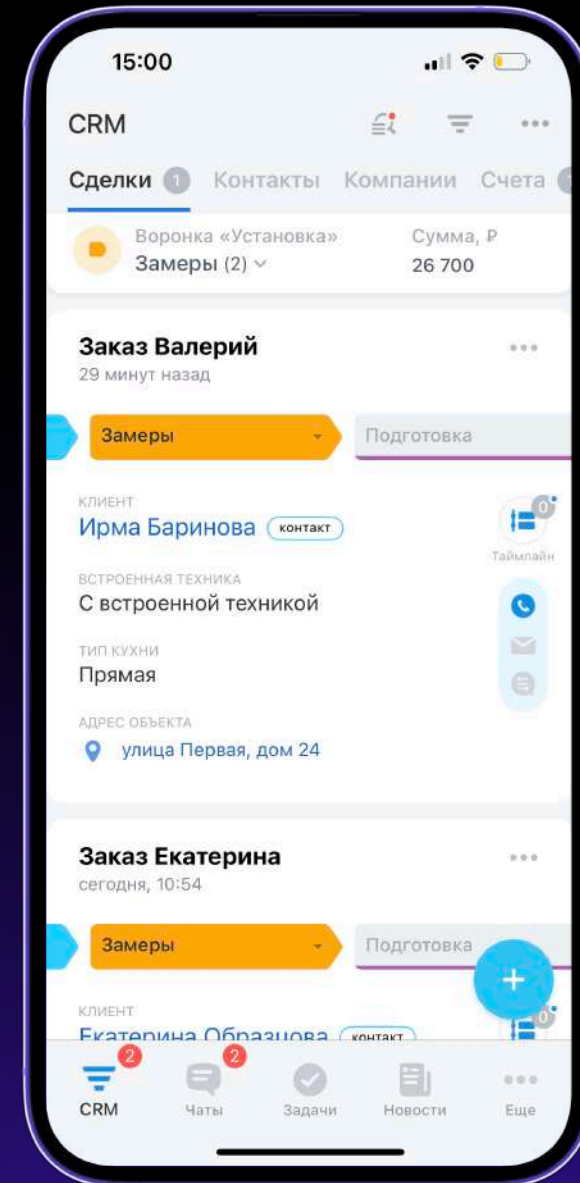 15:00
CRM
Сделки 1 Контакты Компании Счета
Воронка «Установка» Сумма, ₽
Замеры (2) 26 700
Заказ Валерий
29 минут назад
Замеры Подготовка
КЛИЕНТ
Ирма Баринова контакт
0
Таймлайн
ВСТРОЕННАЯ ТЕХНИКА
С встроенной техникой
ТИП КУХНИ
Прямая
АДРЕС ОБЪЕКТА
улица Первая, дом 24
Заказ Екатерина
сегодня, 10:54
Замеры Подготовка
+
КЛИЕНТ
Екатерина Образцова контакт
0
2 2
CRM Чаты Задачи Новости Еще